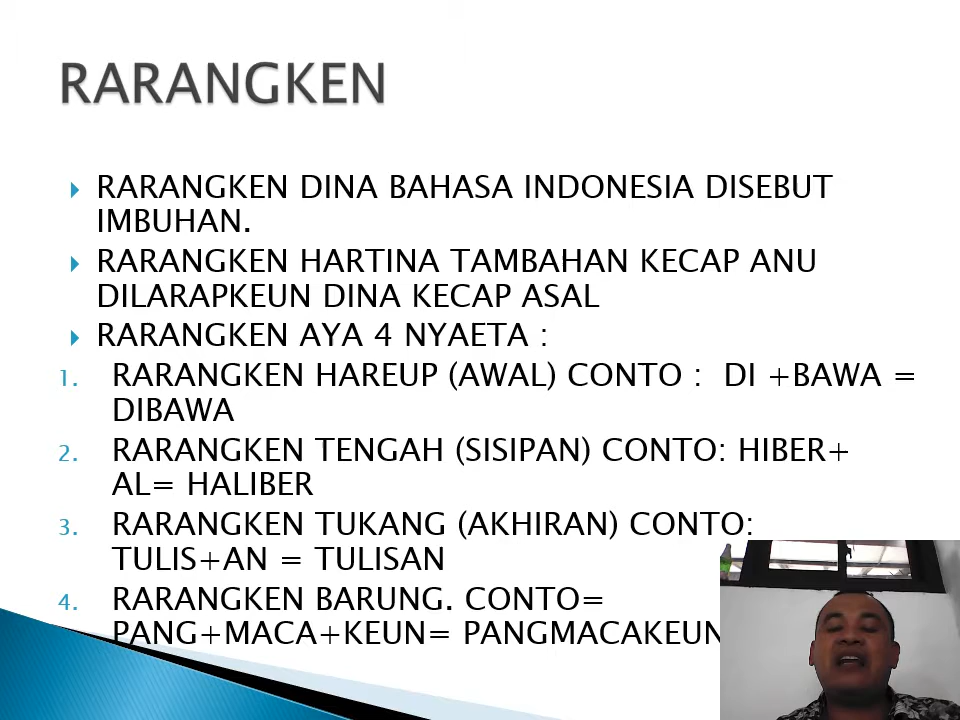 RARANGKEN
RARANGKEN DINA BAHASA INDONESIA DISEBUT
IMBUHAN.
RARANGKEN HARTINA TAMBAHAN KECAP ANU
DILARAPKEUN DINA KECAP ASAL
RARANGKEN AYA 4 NYAETA :
1. RARANGKEN HAREUP (AWAL) CONTO : DI +BAWA =
DIBAWA
2. RARANGKEN TENGAH (SISIPAN) CONTO: HIBER+
AL= HALIBER
3. RARANGKEN TUKANG (AKHIRAN) CONTO:
TULIS+AN = TULISAN
4. RARANGKEN BARUNG. CONTO=
PANG+MACA+KEUN= PANGMACAKEUN